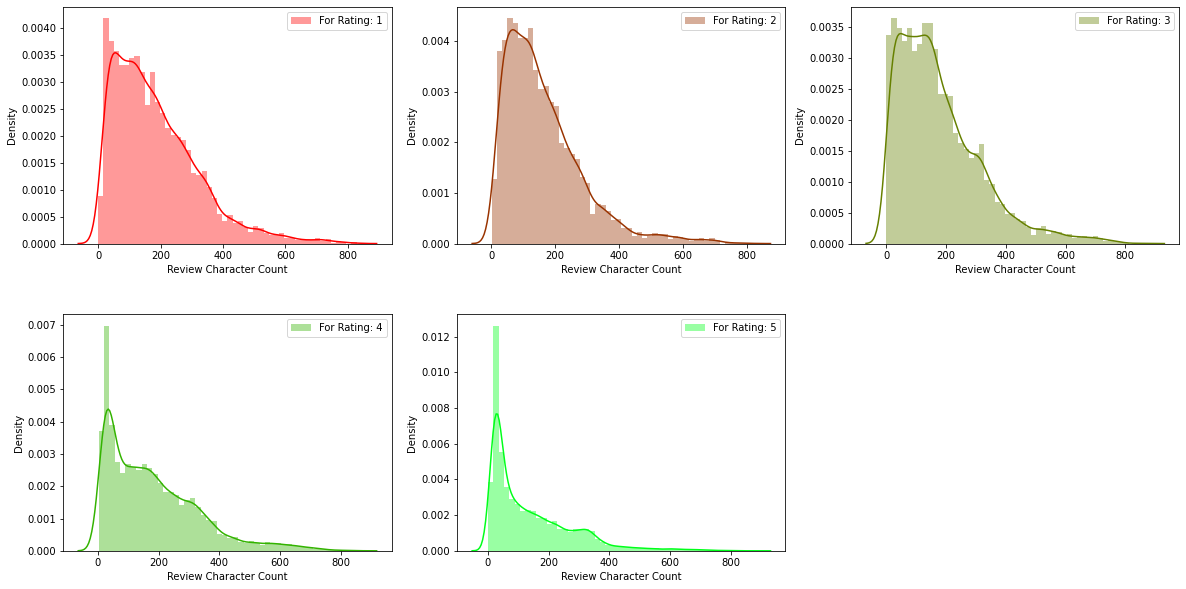 For Rating: 1
0.0040
0.0035
0.0030
0.0025
0.0020
0.0015
0.0010
0.0005
0.0000
Density
0 200 400 600 800
Review Character Count
For Rating: 2
0.004
0.003
0.002
0.001
0.000
Density
0 200 400 600 800
Review Character Count
For Rating: 3
0.0035
0.0030
0.0025
0.0020
0.0015
0.0010
0.0005
0.0000
Density
0 200 400 600 800
Review Character Count
For Rating: 4
0.007
0.006
0.005
0.004
0.003
0.002
0.001
0.000
Density
0 200 400 600 800
Review Character Count
For Rating: 5
0.012
0.010
0.008
0.006
0.004
0.002
0.000
Density
0 200 400 600 800
Review Character Count